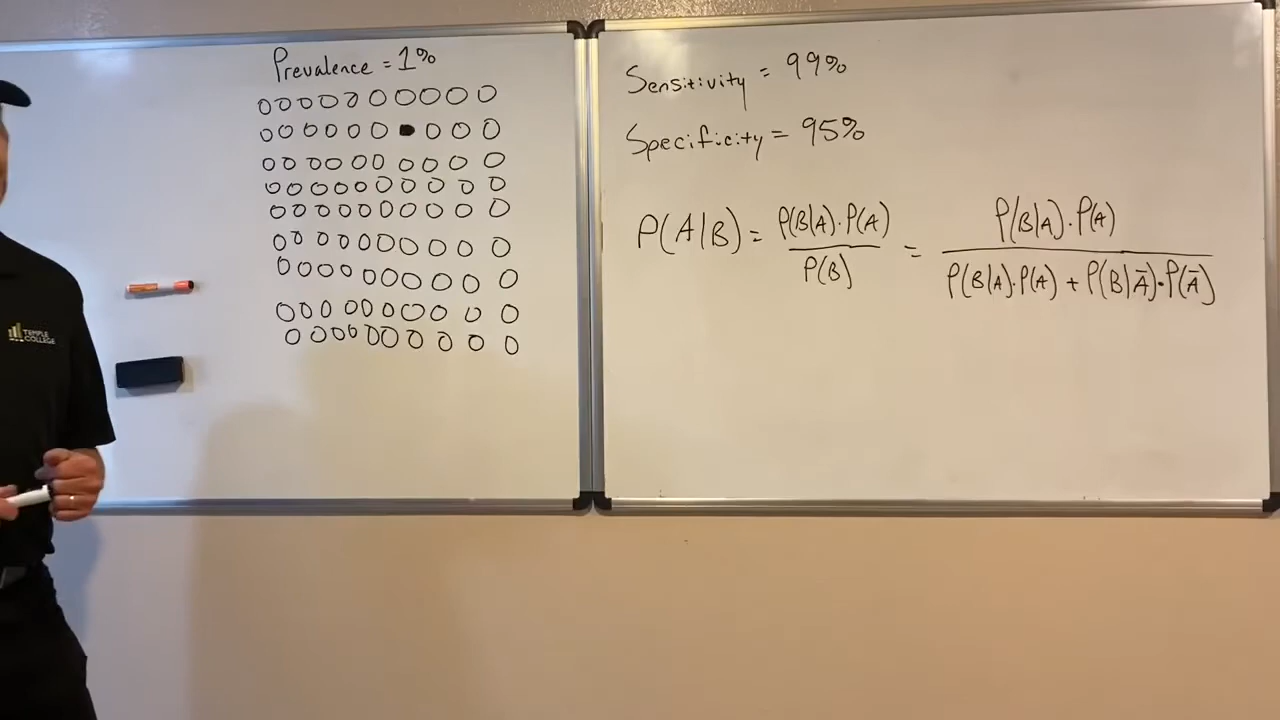 Prevalence = 1%
Sensitivity = 99%
Specificity = 95%
P(A|B) = P(B|A)·P(A) / P(B) = P(B|A)·P(A) / P(B|A)·P(A) + P(B|Ā)·P(Ā)
TEMPLE
COLLEGE